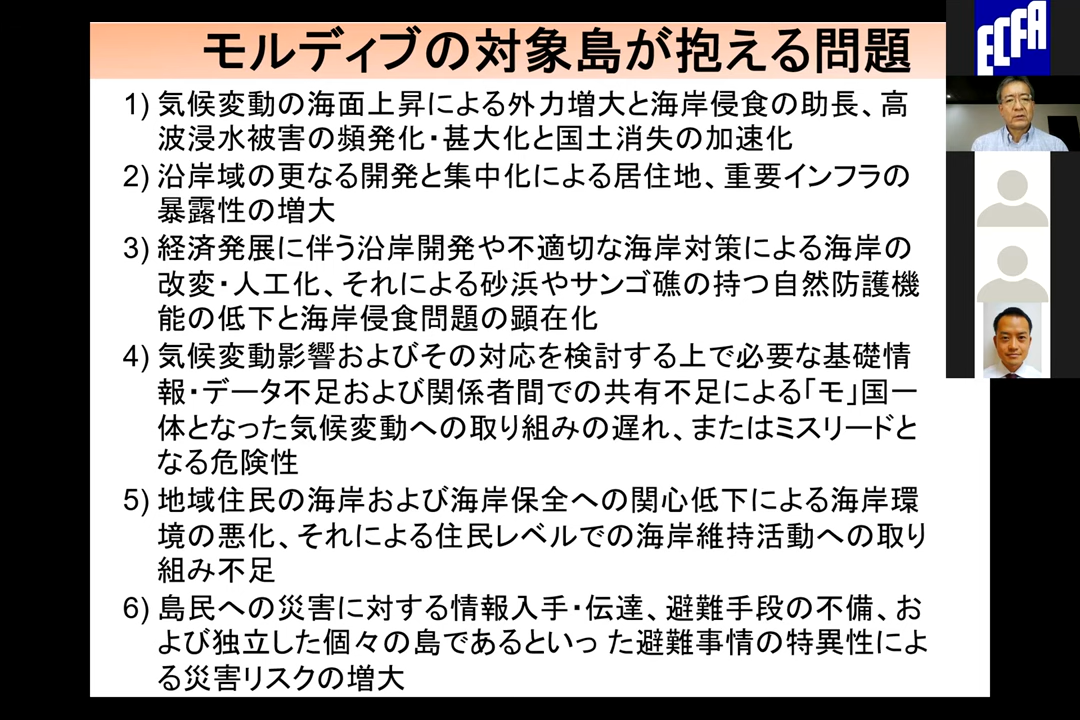 モルディブの対象島が抱える問題
1) 気候変動の海面上昇による外力増大と海岸侵食の助長、高
波浸水被害の頻発化・甚大化と国土消失の加速化
2) 沿岸域の更なる開発と集中化による居住地、重要インフラの
暴露性の増大
3) 経済発展に伴う沿岸開発や不適切な海岸対策による海岸の
改変・人工化、それによる砂浜やサンゴ礁の持つ自然防護機
能の低下と海岸侵食問題の顕在化
4) 気候変動影響およびその対応を検討する上で必要な基礎情
報・データ不足および関係者間での共有不足による「モ」国一
体となった気候変動への取り組みの遅れ、またはミスリードと
なる危険性
5) 地域住民の海岸および海岸保全への関心低下による海岸環
境の悪化、それによる住民レベルでの海岸維持活動への取り
組み不足
6) 島民への災害に対する情報入手・伝達、避難手段の不備、お
よび独立した個々の島であるといっ た避難事情の特異性によ
る災害リスクの増大
ECFA